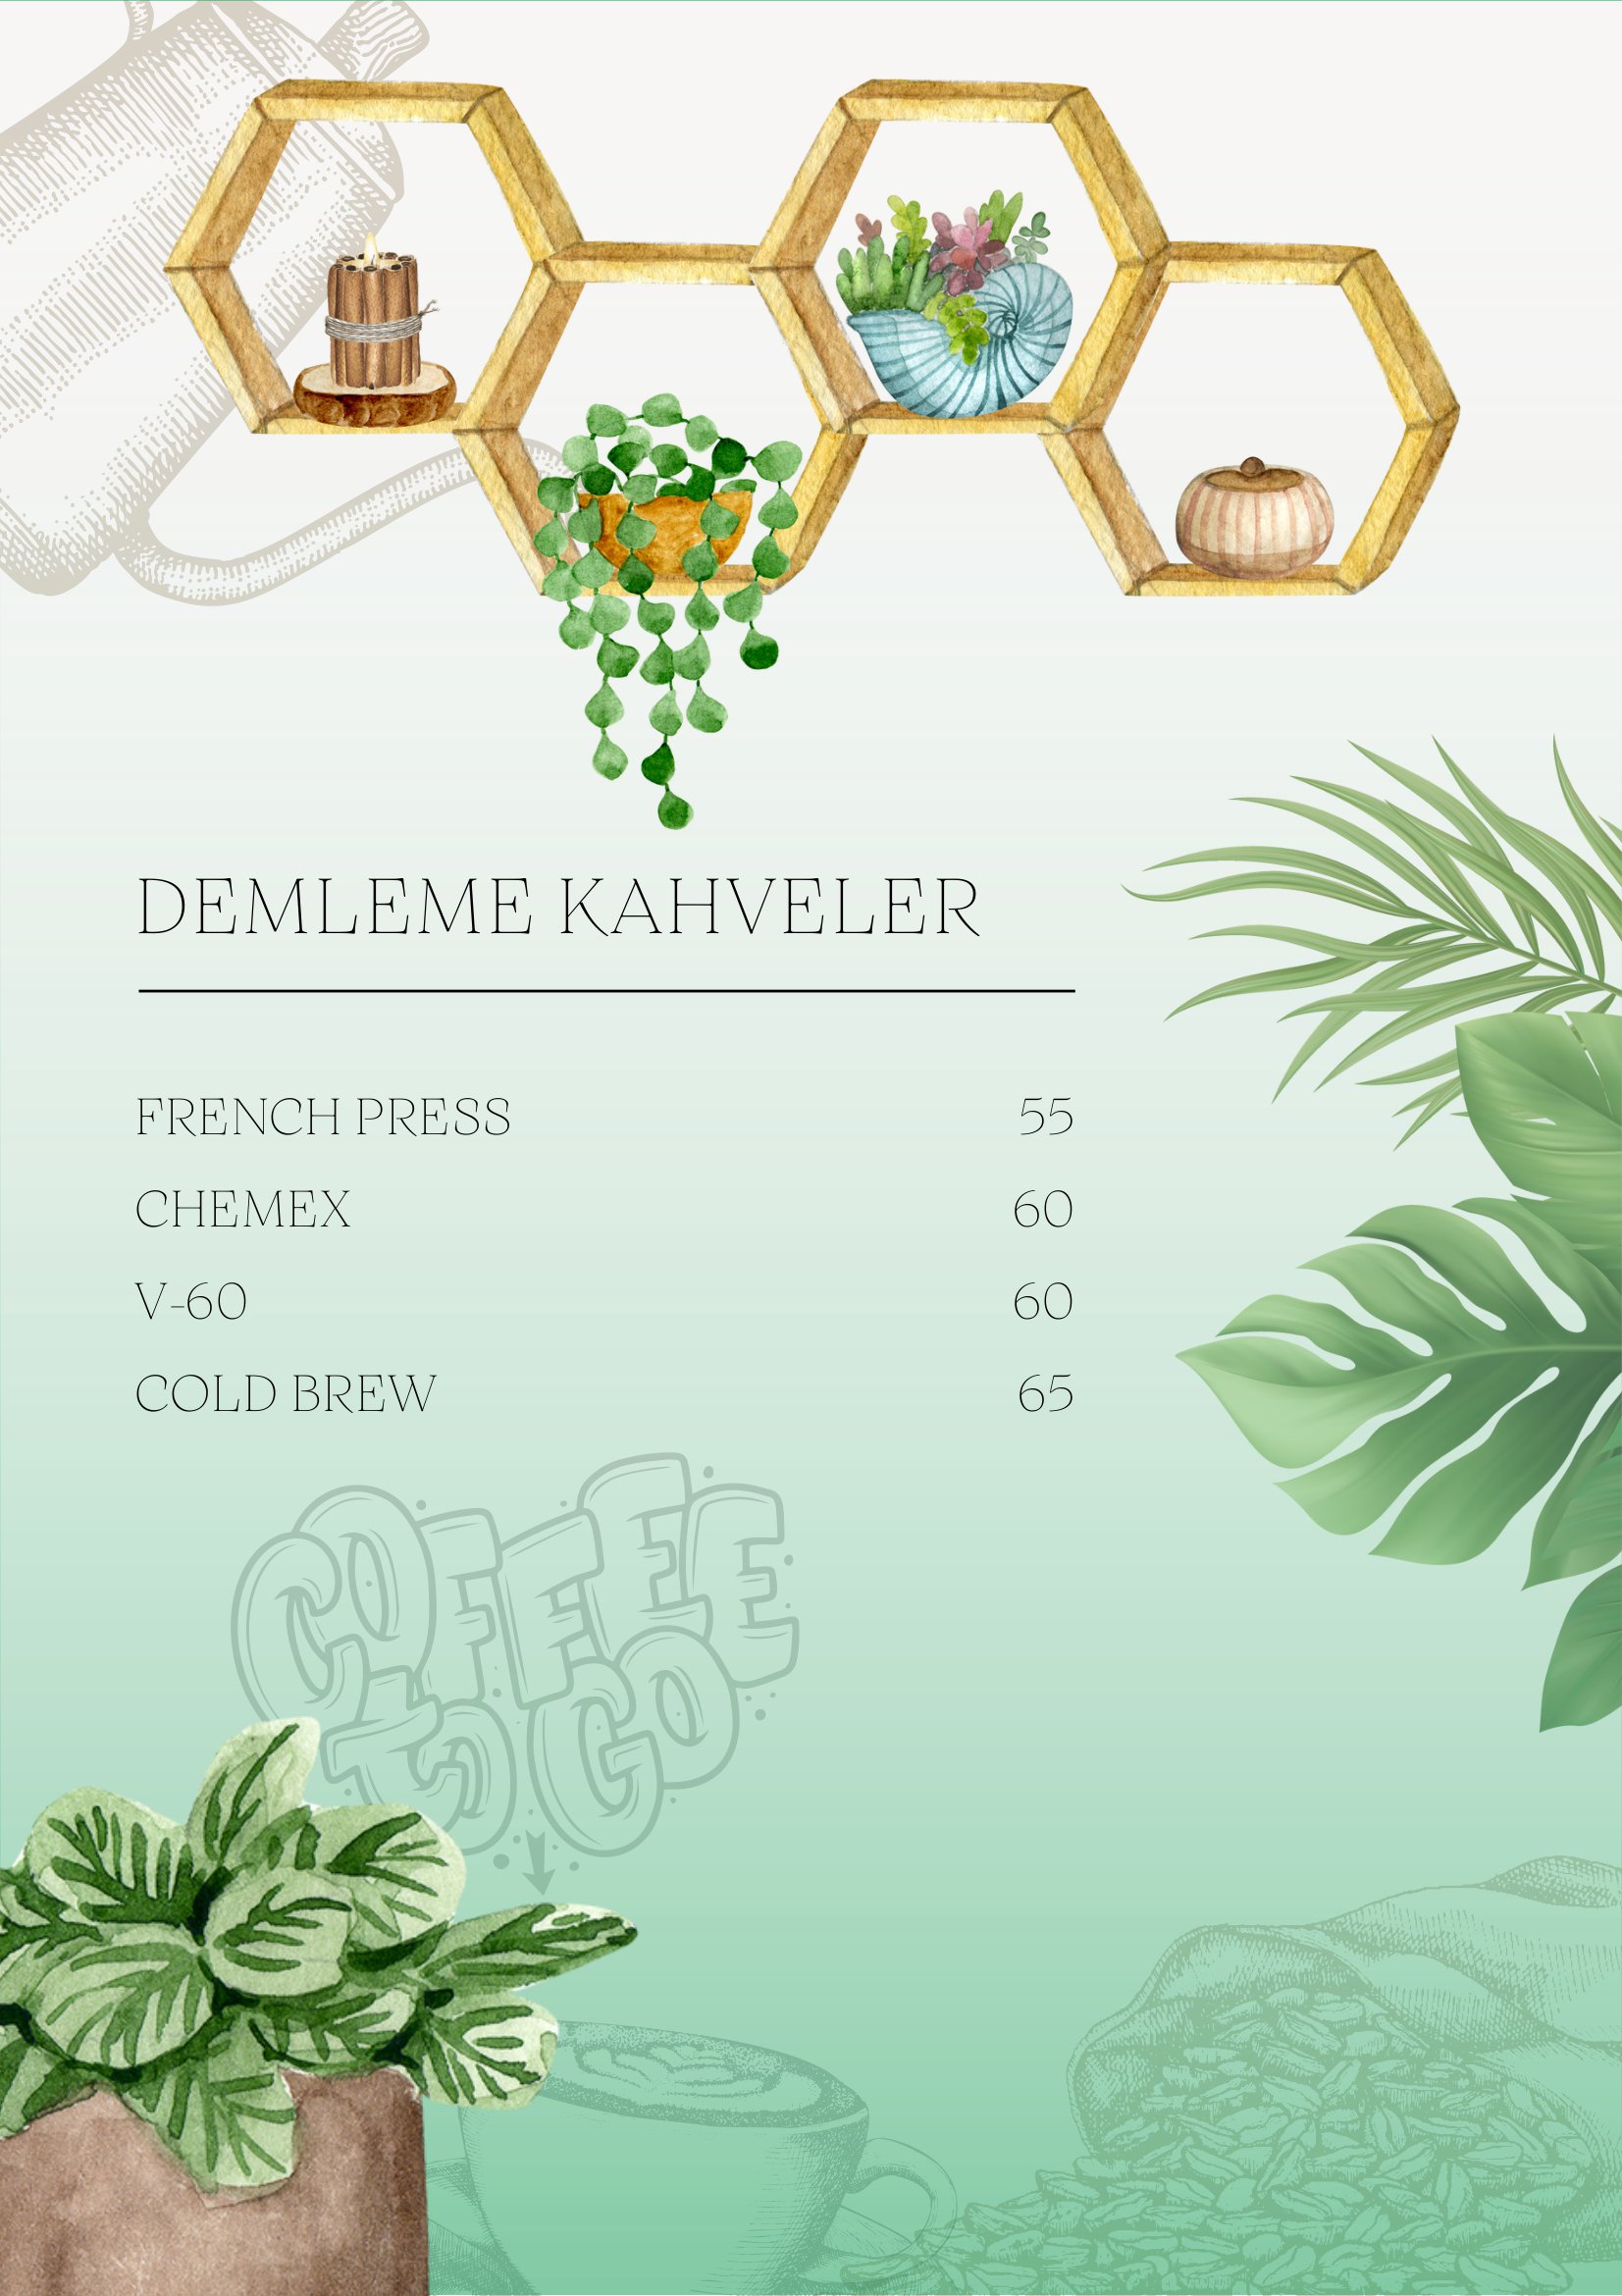 DEMLEME KAHVELER
FRENCH PRESS 55
CHEMEX 60
V-60 60
COLD BREW 65
COFFEE
TO GO